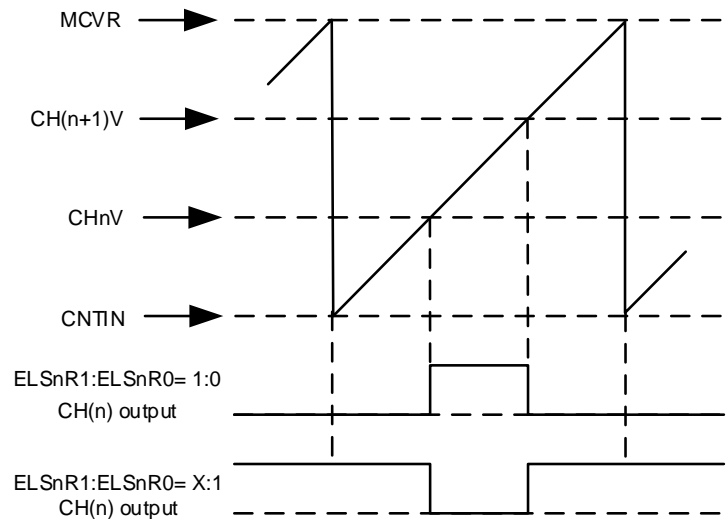 MCVR
CH(n+1)V
CHnV
CNTIN
ELSnR1:ELSnR0= 1:0
CH(n) output
ELSnR1:ELSnR0= X:1
CH(n) output